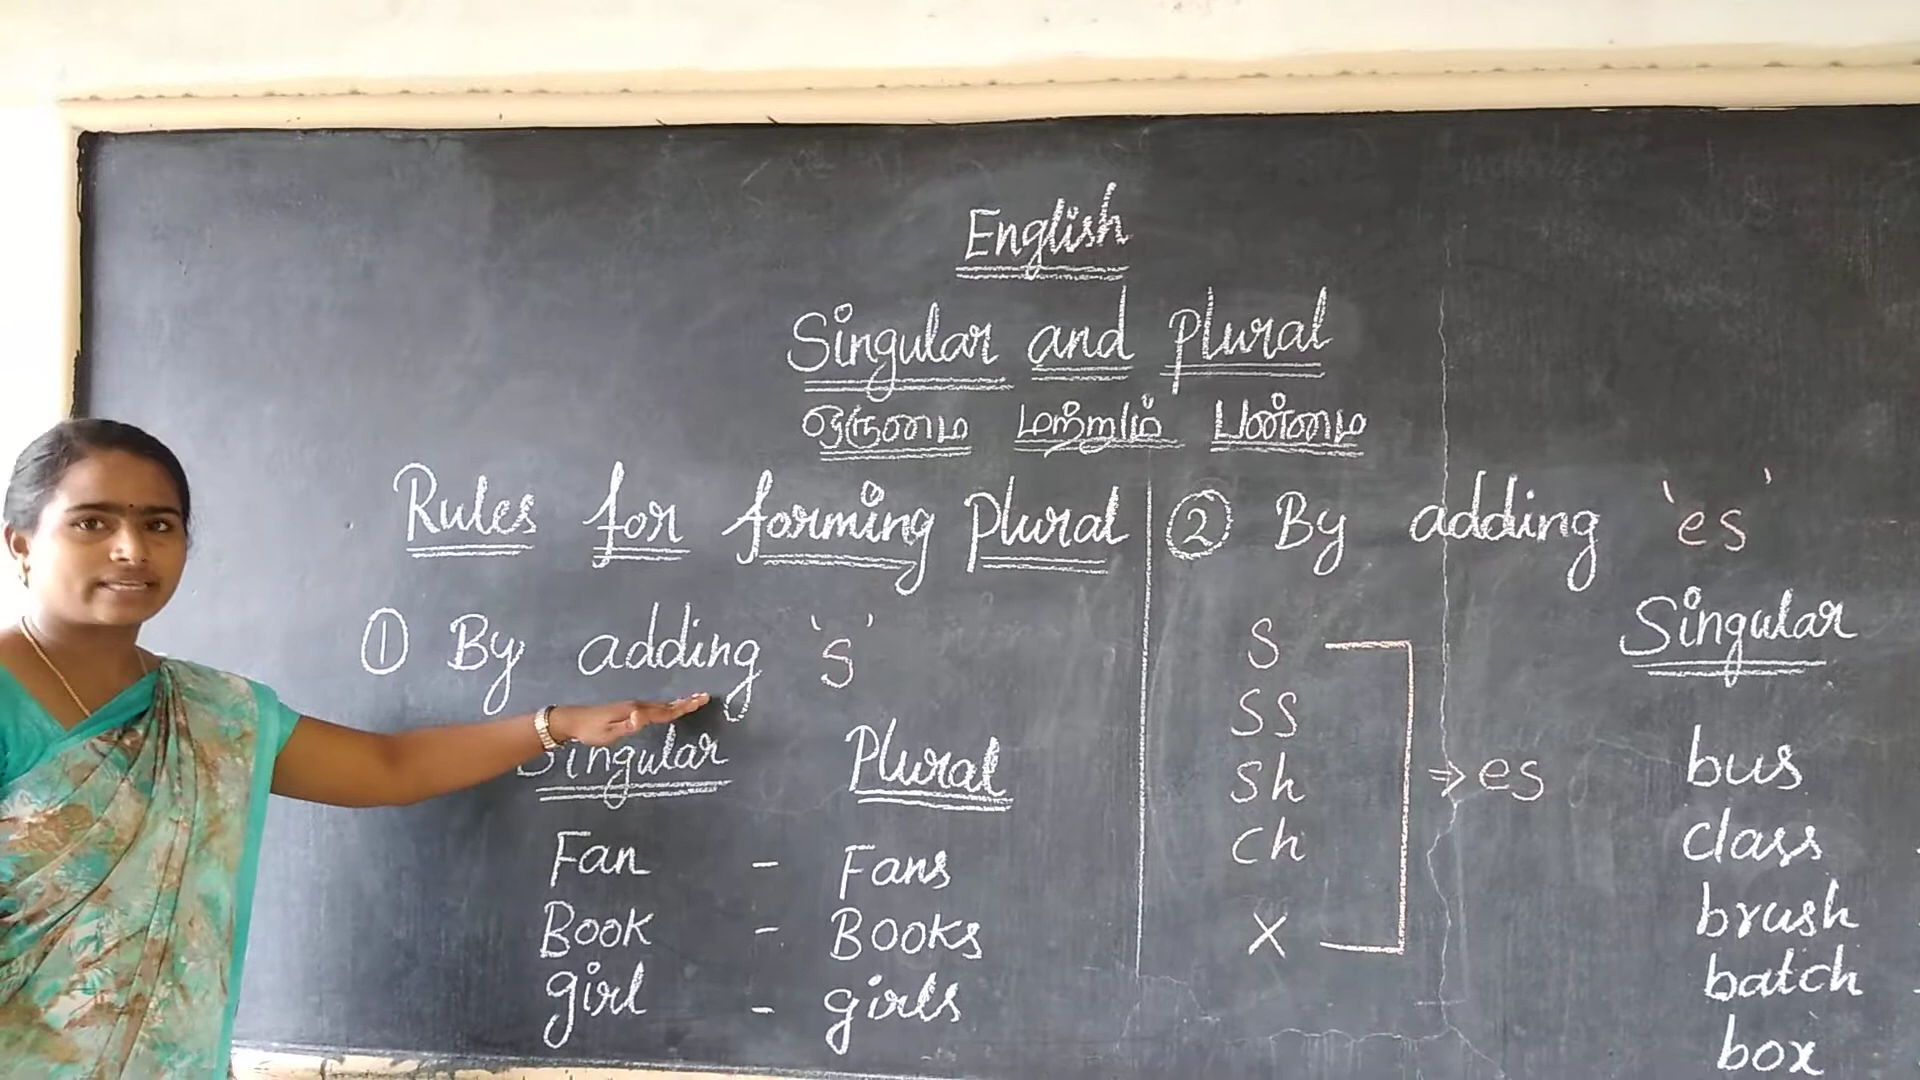 English
Singular and Plural
ஒருமை மற்றும் பன்மை
Rules for forming Plural
① By adding 's'
Singular Plural
Fan - Fans
Book - Books
girl - girls
② By adding 'es'
s
ss
sh
ch
x
⇒ es
Singular
bus
class
brush
batch
box